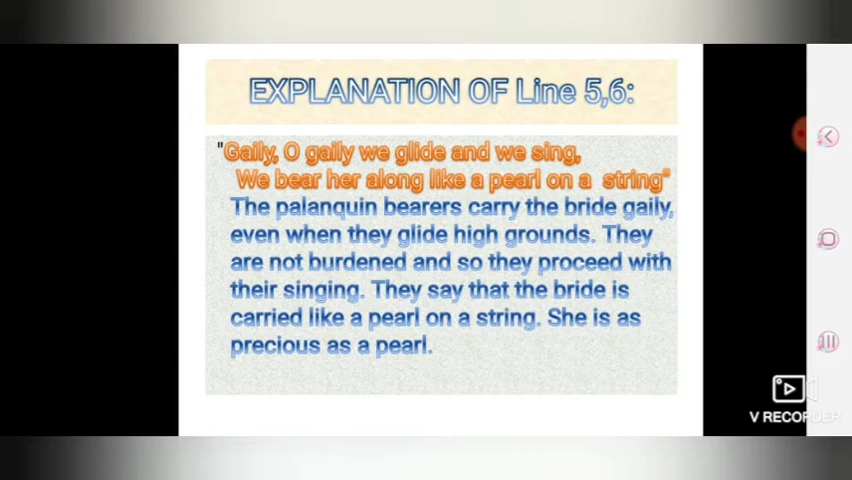 EXPLANATION OF Line 5,6:
"Gaily, O gaily we glide and we sing,
We bear her along like a pearl on a string"
The palanquin bearers carry the bride gaily,
even when they glide high grounds. They
are not burdened and so they proceed with
their singing. They say that the bride is
carried like a pearl on a string. She is as
precious as a pearl.
V RECORDER